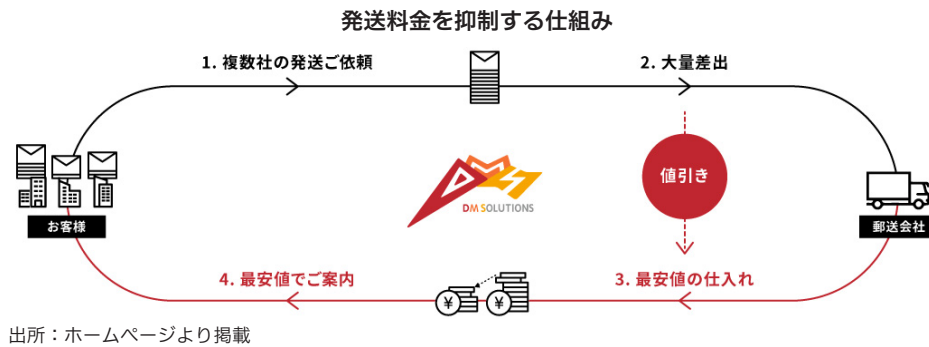 発送料金を抑制する仕組み
1. 複数社の発送ご依頼
2. 大量差出
値引き
DM SOLUTIONS
お客様
郵送会社
4. 最安値でご案内
3. 最安値の仕入れ
¥
¥
出所：ホームページより掲載